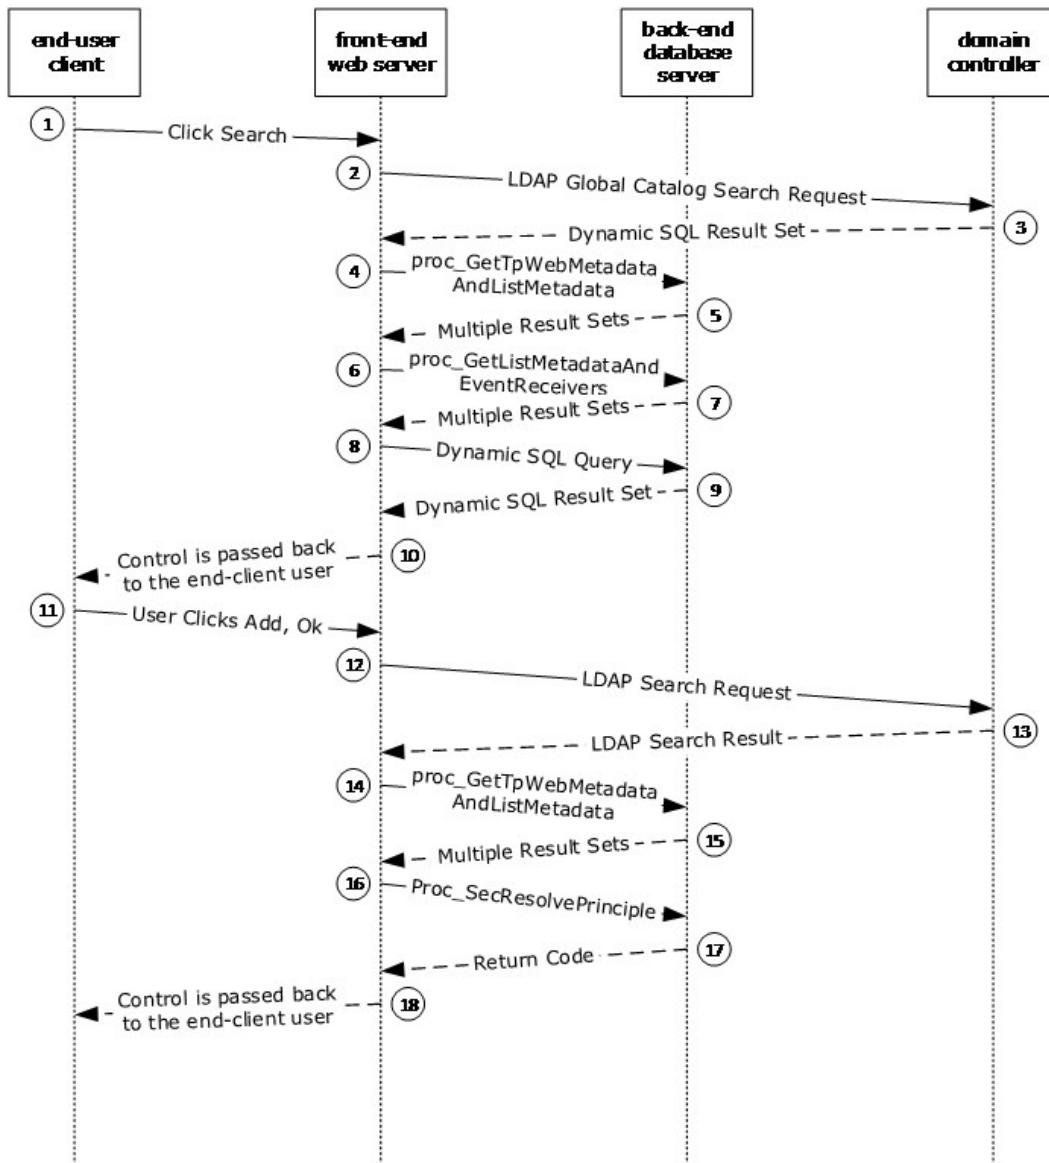 end-user
client
front-end
web server
back-end
database
server
domain
controller
1
Click Search
2
LDAP Global Catalog Search Request
3
Dynamic SQL Result Set
4
proc_GetTpWebMetadata
AndListMetadata
5
Multiple Result Sets
6
proc_GetListMetadataAnd
EventReceivers
7
Multiple Result Sets
8
Dynamic SQL Query
9
Dynamic SQL Result Set
10
Control is passed back
to the end-client user
11
User Clicks Add, Ok
12
LDAP Search Request
13
LDAP Search Result
14
proc_GetTpWebMetadata
AndListMetadata
15
Multiple Result Sets
16
Proc_SecResolvePrinciple
17
Return Code
18
Control is passed back
to the end-client user